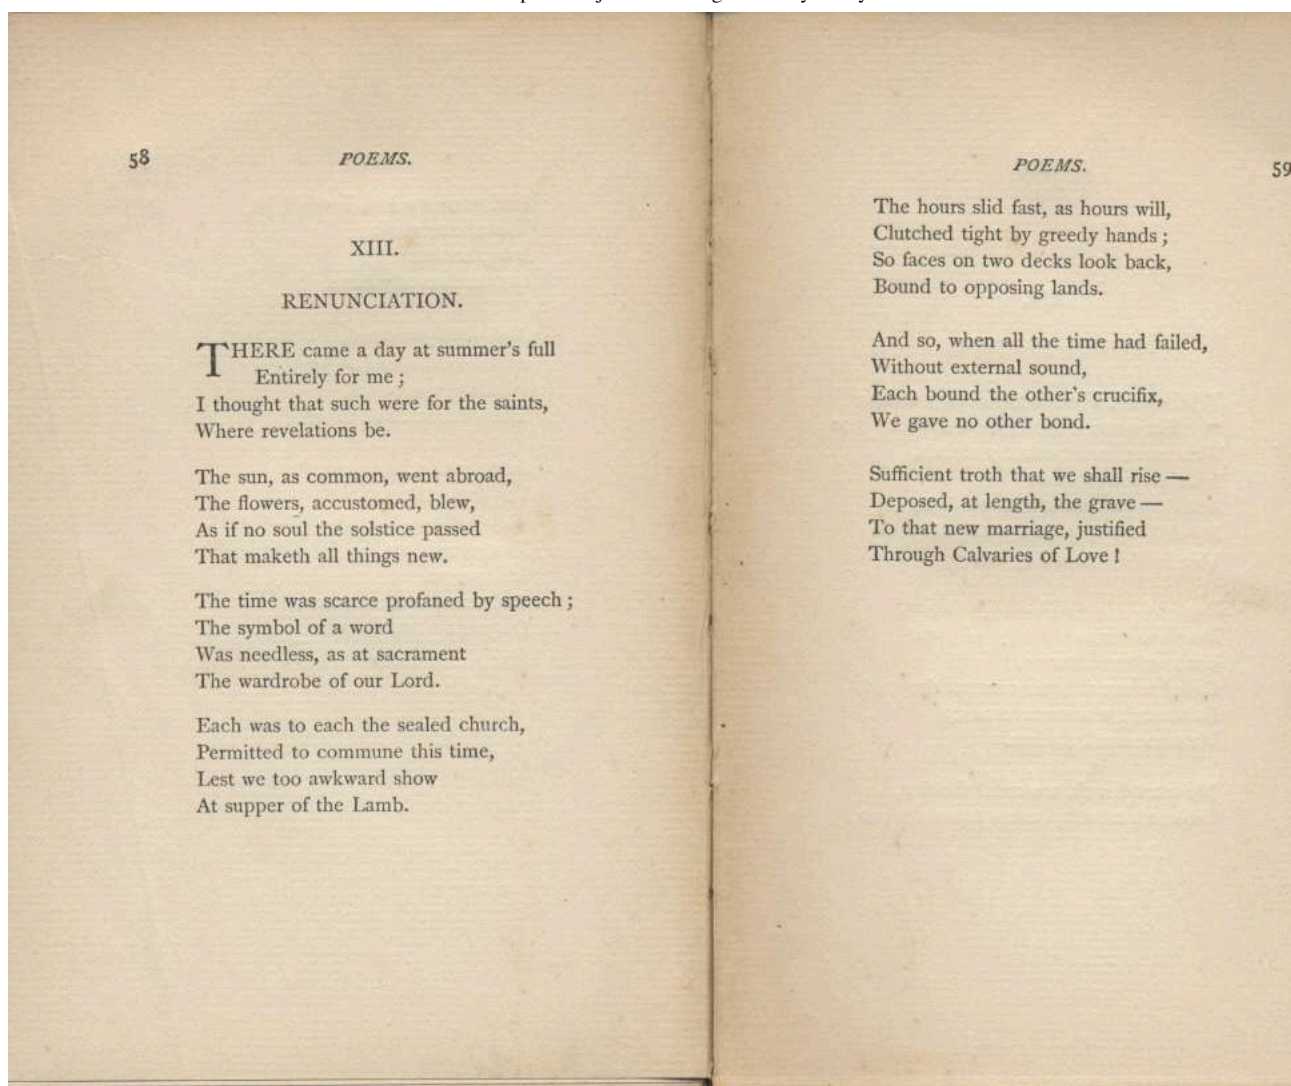 58
POEMS.
XIII.
RENUNCIATION.
THERE came a day at summer's full
Entirely for me ;
I thought that such were for the saints,
Where revelations be.
The sun, as common, went abroad,
The flowers, accustomed, blew,
As if no soul the solstice passed
That maketh all things new.
The time was scarce profaned by speech ;
The symbol of a word
Was needless, as at sacrament
The wardrobe of our Lord.
Each was to each the sealed church,
Permitted to commune this time,
Lest we too awkward show
At supper of the Lamb.
POEMS.
59
The hours slid fast, as hours will,
Clutched tight by greedy hands ;
So faces on two decks look back,
Bound to opposing lands.
And so, when all the time had failed,
Without external sound,
Each bound the other's crucifix,
We gave no other bond.
Sufficient troth that we shall rise —
Deposed, at length, the grave —
To that new marriage, justified
Through Calvaries of Love !